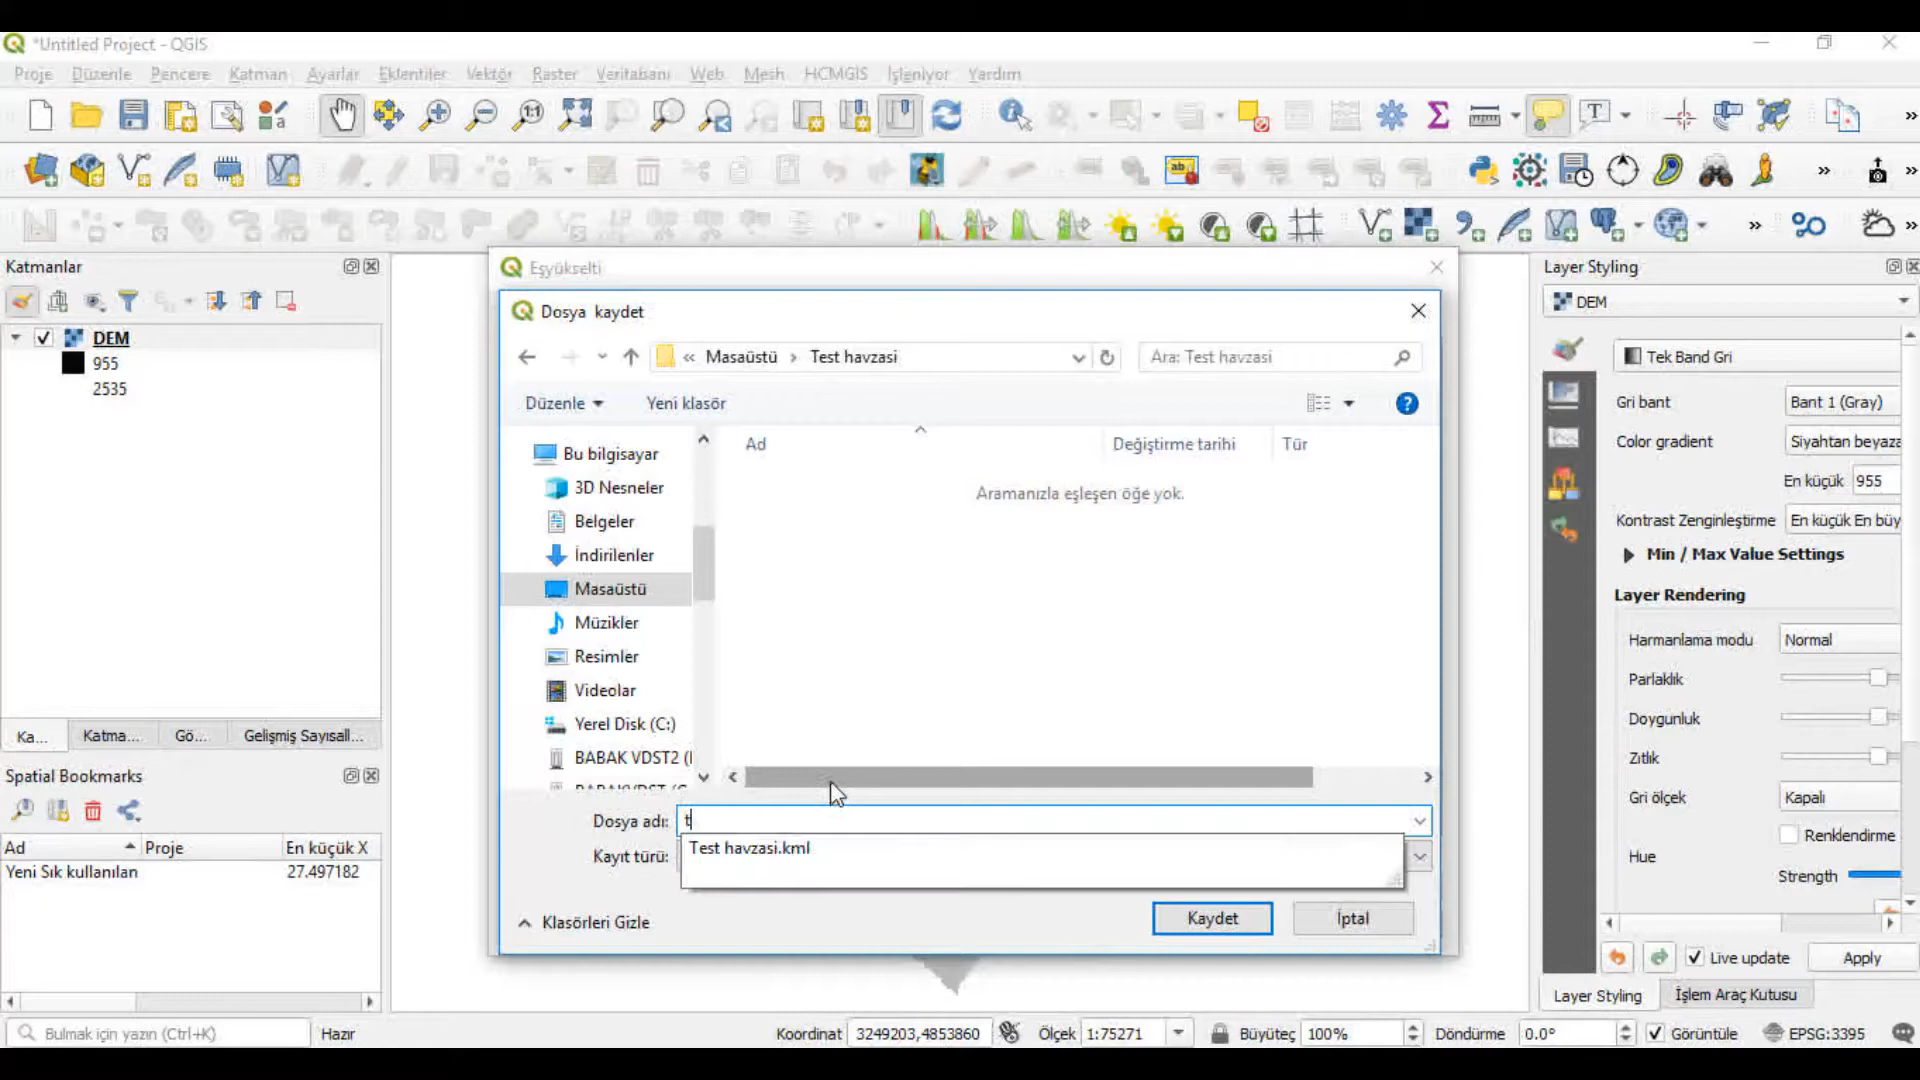 *Untitled Project - QGIS
Proje Düzenle Pencere Katman Ayarlar Eklentiler Vektör Raster Veritabanı Web Mesh HCMGIS İşleniyor Yardım
Katmanlar
DEM
955
2535
Ka... Katma... Gö... Gelişmiş Sayısall...
Spatial Bookmarks
Ad Proje En küçük X
Yeni Sık kullanılan 27.497182
Eşyükselti
Dosya kaydet
« Masaüstü > Test havzasi
Ara: Test havzasi
Düzenle Yeni klasör
Ad Değiştirme tarihi Tür
Aramanızla eşleşen öğe yok.
Bu bilgisayar
3D Nesneler
Belgeler
İndirilenler
Masaüstü
Müzikler
Resimler
Videolar
Yerel Disk (C:)
BABAK VDST2 (
Dosya adı: t
Test havzasi.kml
Kayıt türü:
Klasörleri Gizle
Kaydet İptal
Layer Styling
DEM
Tek Band Gri
Gri bant Bant 1 (Gray)
Color gradient Siyahtan beyaza
En küçük 955
Kontrast Zenginleştirme En küçük En büy
Min / Max Value Settings
Layer Rendering
Harmanlama modu Normal
Parlaklık
Doygunluk
Zıtlık
Gri ölçek Kapalı
Renklendirme
Hue
Strength
Live update Apply
Layer Styling İşlem Araç Kutusu
Bulmak için yazın (Ctrl+K) Hazır Koordinat 3249203,4853860 Ölçek 1:75271 Büyüteç 100% Döndürme 0.0° Görüntüle EPSG:3395